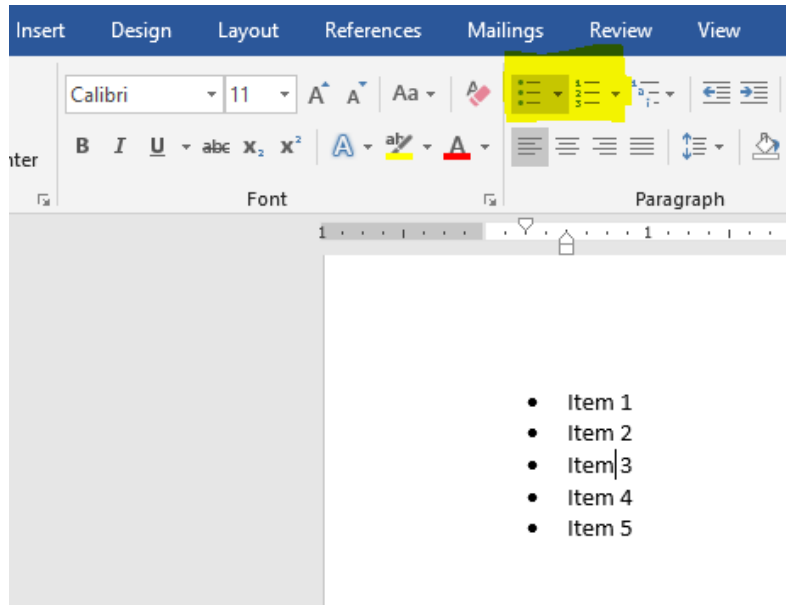 Insert Design Layout References Mailings Review View
Calibri 11 Aa
B I U abc X₂ X² A ab A
nter
Font Paragraph
1 1
• Item 1
• Item 2
• Item 3
• Item 4
• Item 5